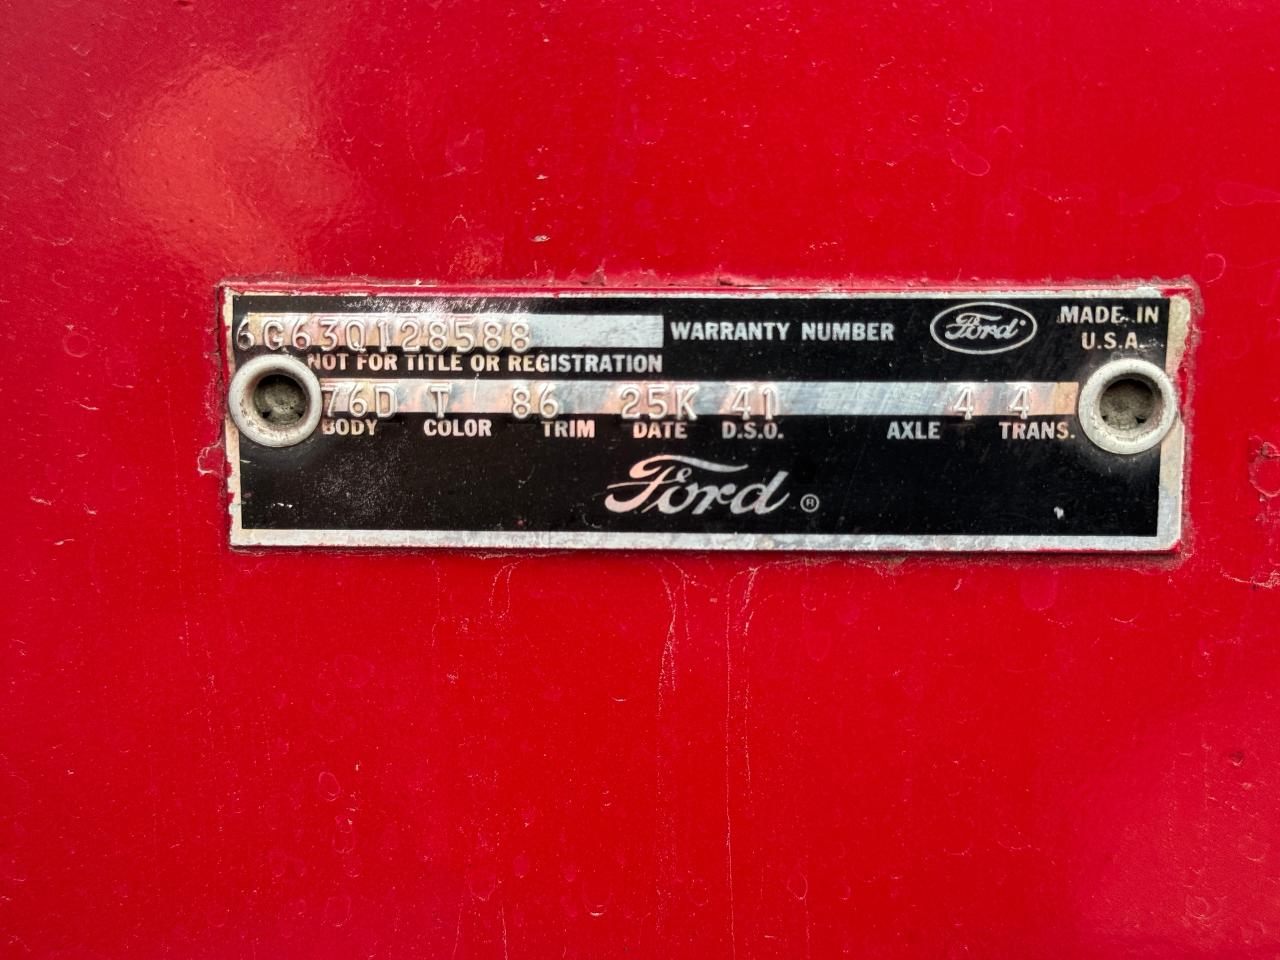 6G63Q128588 WARRANTY NUMBER Ford MADE IN
NOT FOR TITLE OR REGISTRATION U.S.A.
76D T 86 25K 41 4 4
BODY COLOR TRIM DATE D.S.O. AXLE TRANS.
Ford ®